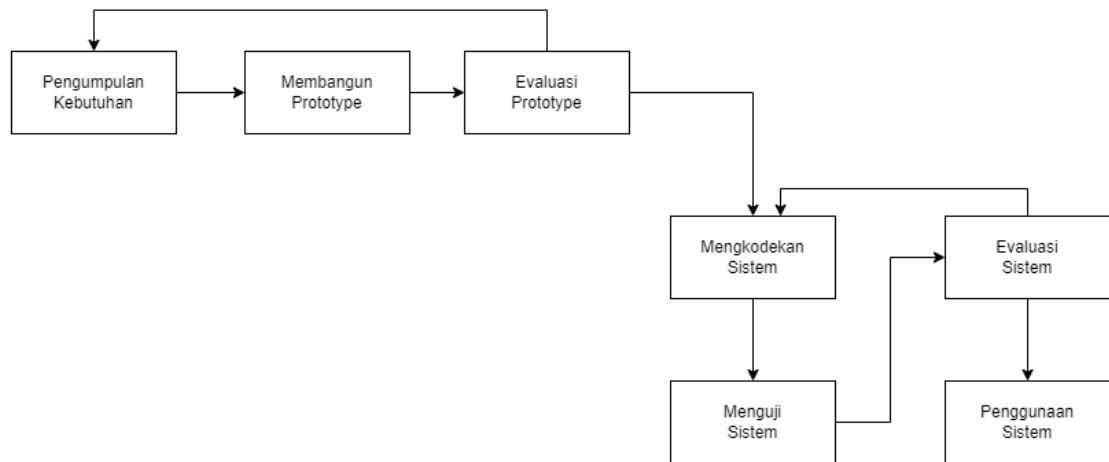 Pengumpulan
Kebutuhan
Membangun
Prototype
Evaluasi
Prototype
Mengkodekan
Sistem
Evaluasi
Sistem
Menguji
Sistem
Penggunaan
Sistem